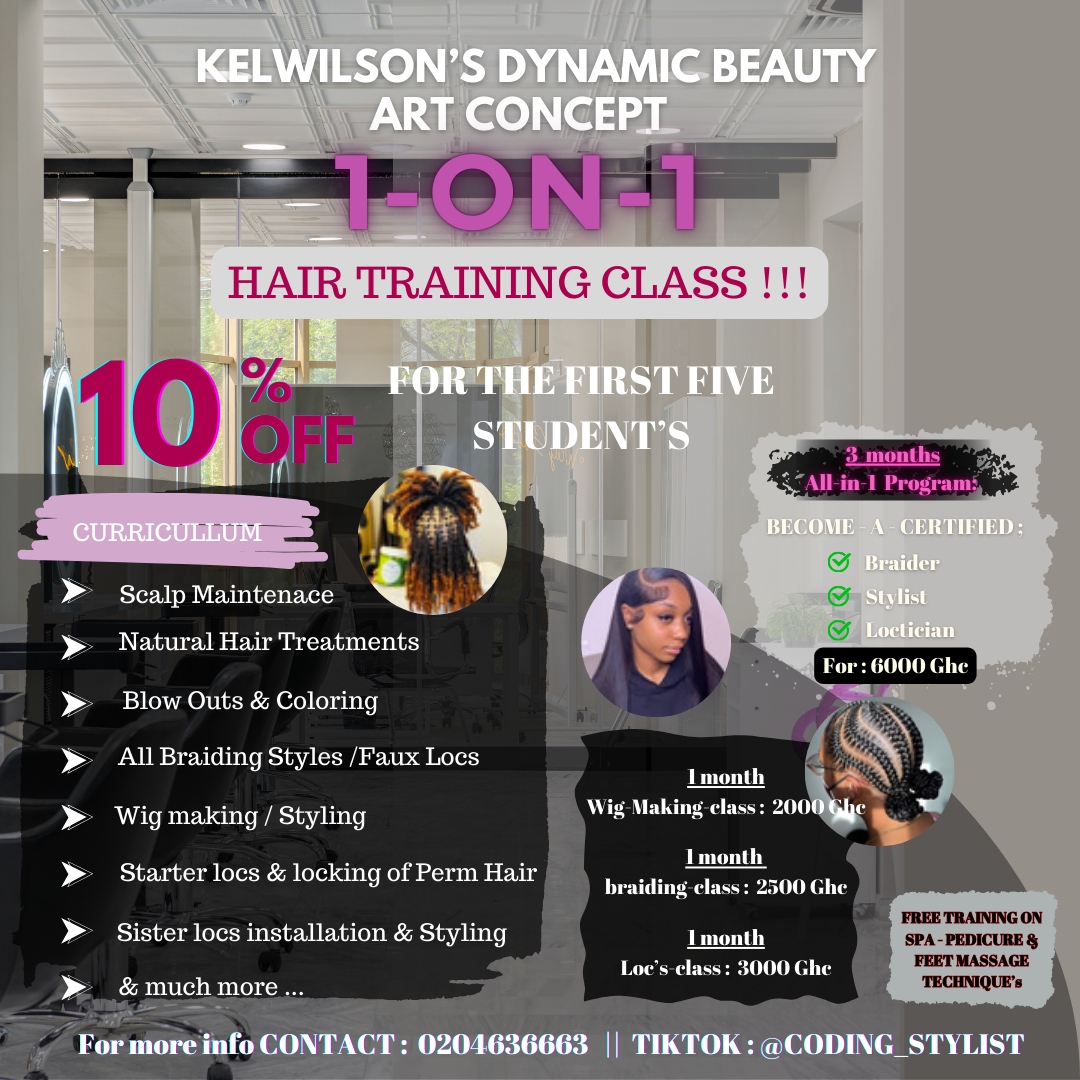 KELWILSON’S DYNAMIC BEAUTY
ART CONCEPT
1-ON-1
HAIR TRAINING CLASS !!!
10% OFF
FOR THE FIRST FIVE
STUDENT’S
CURRICULLUM
Scalp Maintenace
Natural Hair Treatments
Blow Outs & Coloring
All Braiding Styles /Faux Locs
Wig making / Styling
Starter locs & locking of Perm Hair
Sister locs installation & Styling
& much more ...
3 months
All-in-1 Program:
BECOME - A - CERTIFIED ;
Braider
Stylist
Loctician
For : 6000 Ghc
1 month
Wig-Making-class : 2000 Ghc
1 month
braiding-class : 2500 Ghc
1 month
Loc’s-class : 3000 Ghc
FREE TRAINING ON
SPA - PEDICURE &
FEET MASSAGE
TECHNIQUE’s
For more info CONTACT : 0204636663 || TIKTOK : @CODING_STYLIST